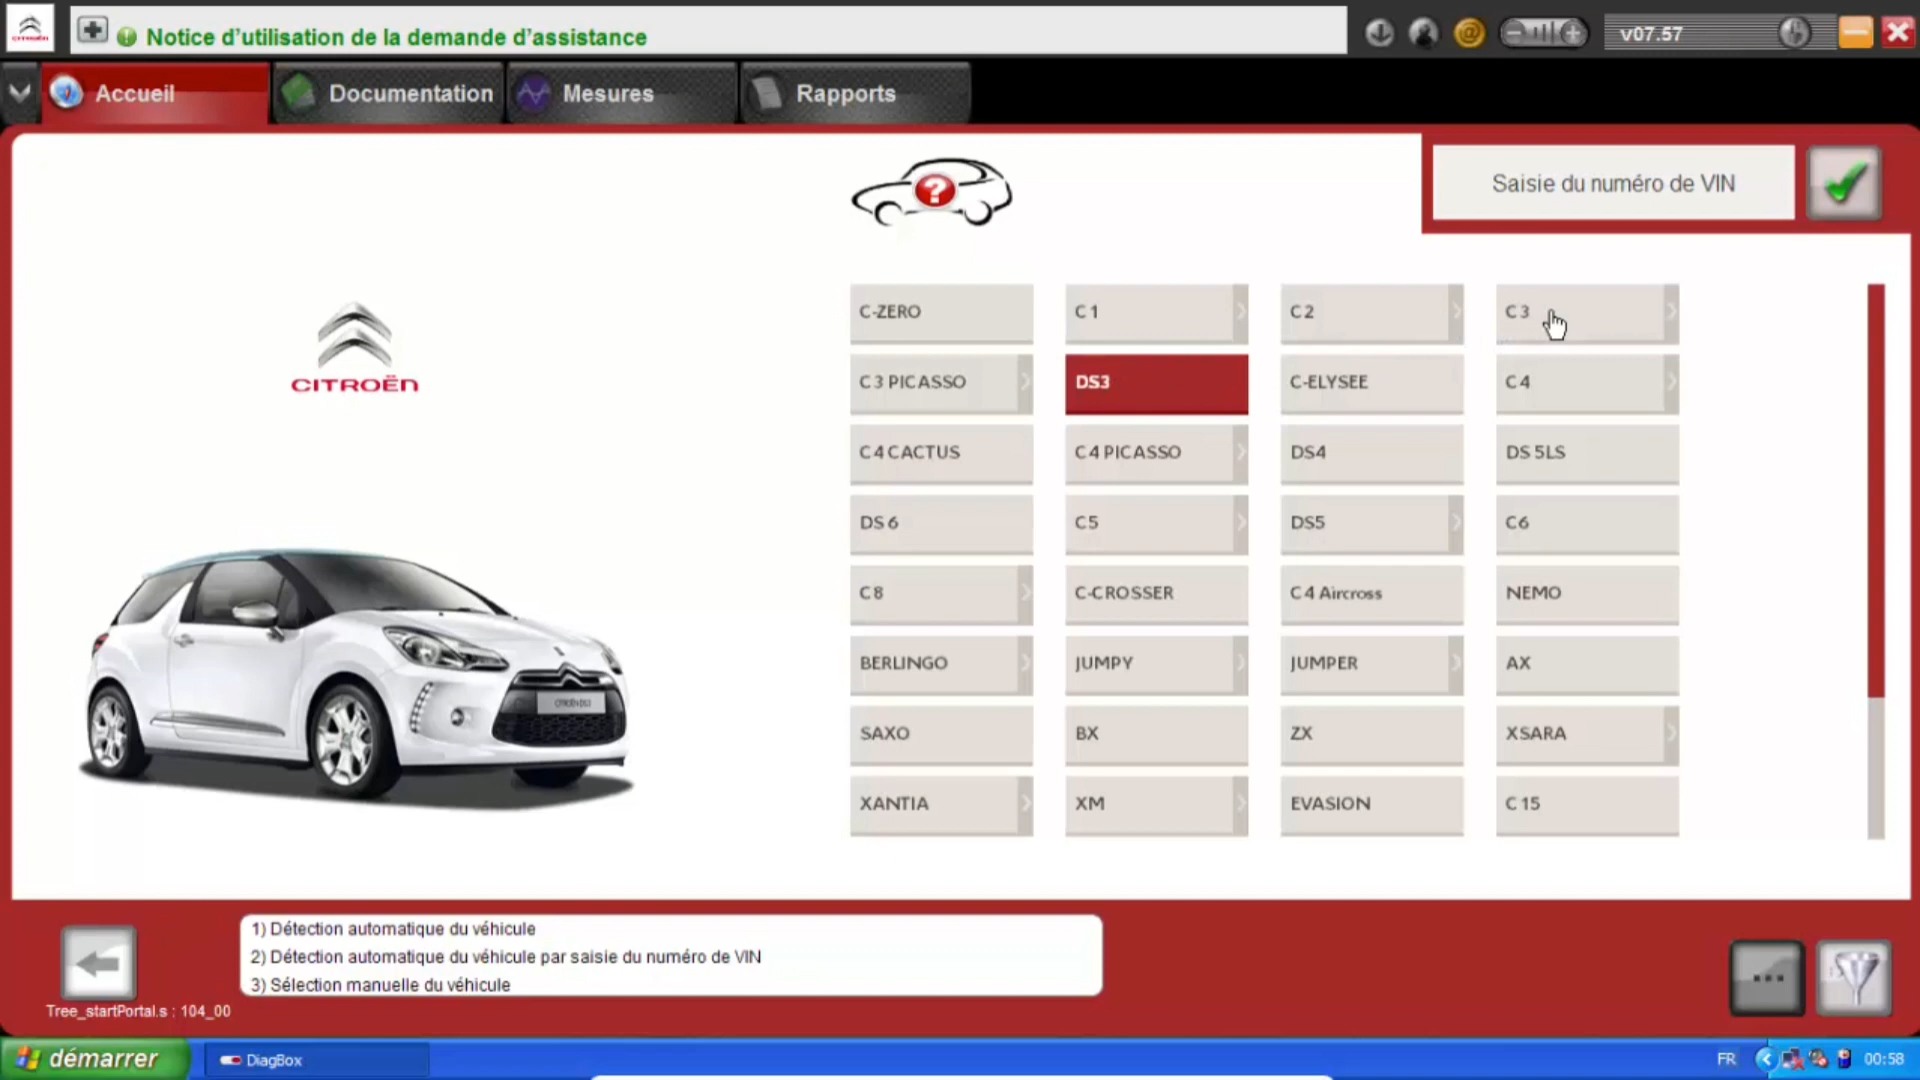 Notice d'utilisation de la demande d'assistance
v07.57
Accueil
Documentation
Mesures
Rapports
Saisie du numéro de VIN
CITROËN
C-ZERO
C1
C2
C3
C3 PICASSO
DS3
C-ELYSEE
C4
C4 CACTUS
C4 PICASSO
DS4
DS 5LS
DS 6
C5
DS5
C6
C8
C-CROSSER
C4 Aircross
NEMO
BERLINGO
JUMPY
JUMPER
AX
SAXO
BX
ZX
XSARA
XANTIA
XM
EVASION
C15
1) Détection automatique du véhicule
2) Détection automatique du véhicule par saisie du numéro de VIN
3) Sélection manuelle du véhicule
Tree_startPortal.s : 104_00
démarrer
DiagBox
FR
00:58